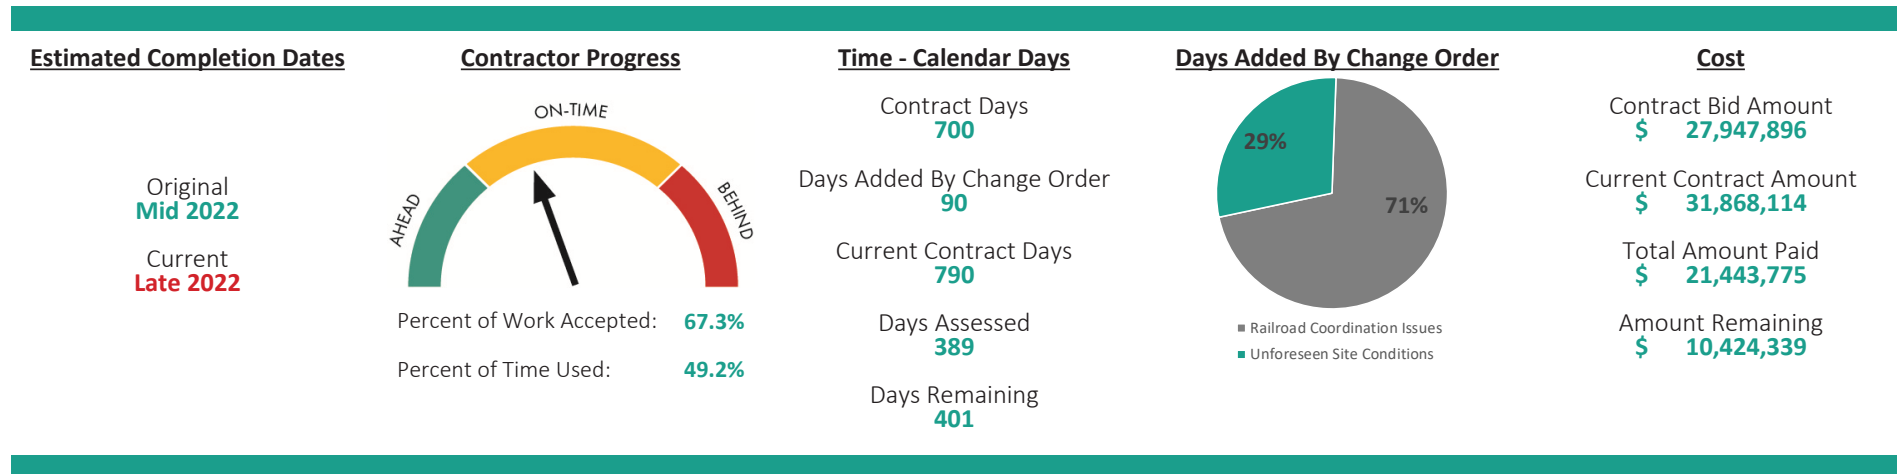 Estimated Completion Dates
Original
Mid 2022
Current
Late 2022
Contractor Progress
AHEAD
ON-TIME
BEHIND
Percent of Work Accepted: 67.3%
Percent of Time Used: 49.2%
Time - Calendar Days
Contract Days
700
Days Added By Change Order
90
Current Contract Days
790
Days Assessed
389
Days Remaining
401
Days Added By Change Order
29%
71%
Railroad Coordination Issues
Unforeseen Site Conditions
Cost
Contract Bid Amount
$ 27,947,896
Current Contract Amount
$ 31,868,114
Total Amount Paid
$ 21,443,775
Amount Remaining
$ 10,424,339